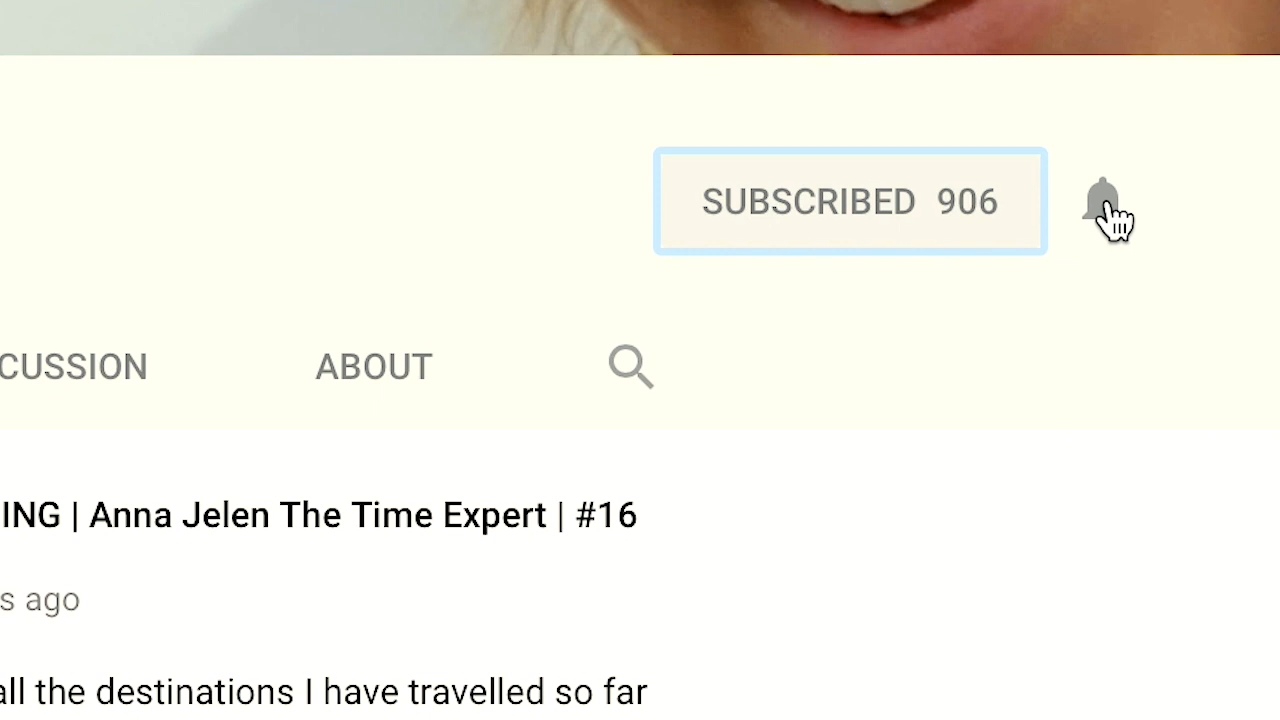 SUBSCRIBED 906
CUSSION ABOUT
ING | Anna Jelen The Time Expert | #16
s ago
all the destinations I have travelled so far